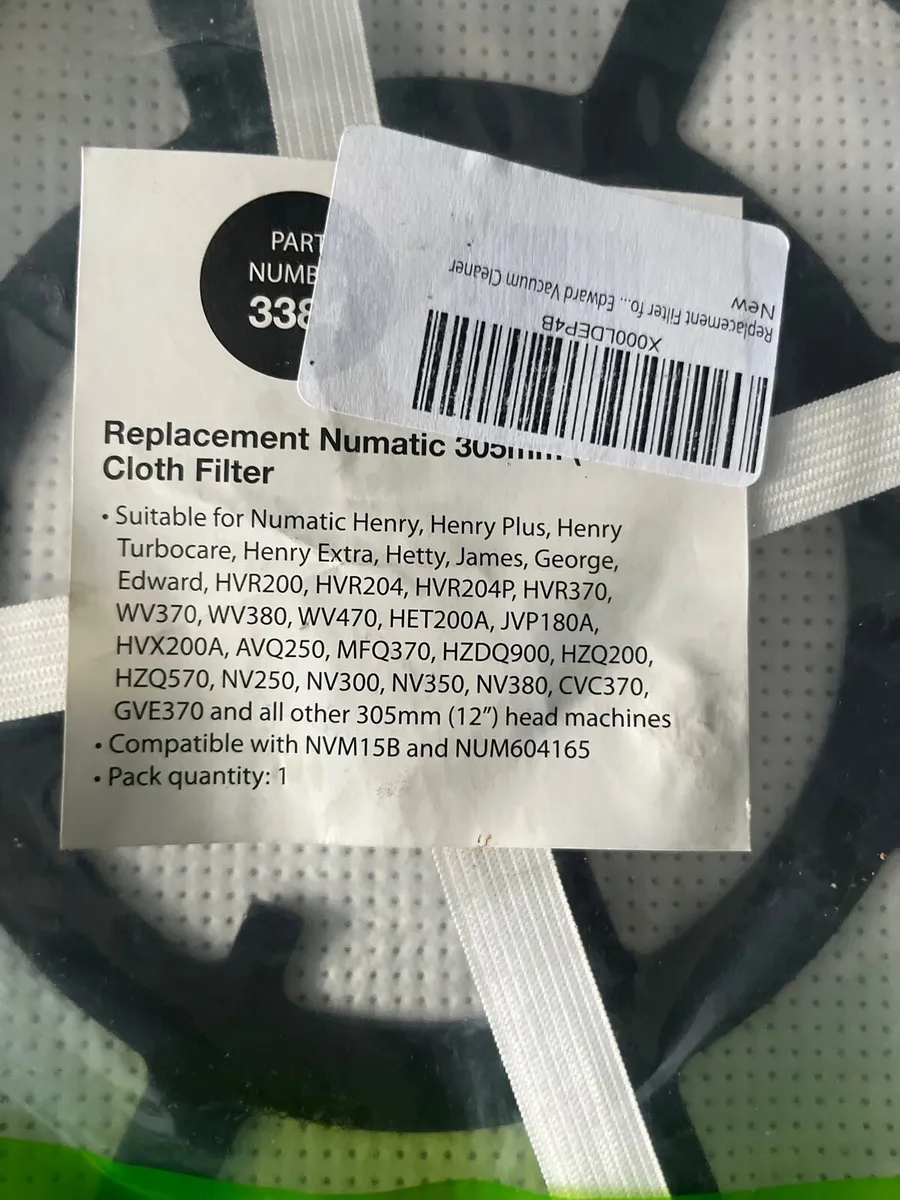 PART
NUMB
338
Replacement Numatic 305mm (
Cloth Filter
• Suitable for Numatic Henry, Henry Plus, Henry
Turbocare, Henry Extra, Hetty, James, George,
Edward, HVR200, HVR204, HVR204P, HVR370,
WV370, WV380, WV470, HET200A, JVP180A,
HVX200A, AVQ250, MFQ370, HZDQ900, HZQ200,
HZQ570, NV250, NV300, NV350, NV380, CVC370,
GVE370 and all other 305mm (12”) head machines
• Compatible with NVM15B and NUM604165
• Pack quantity: 1
X000LDEP4B
Replacement Filter fo... Edward Vacuum Cleaner
New